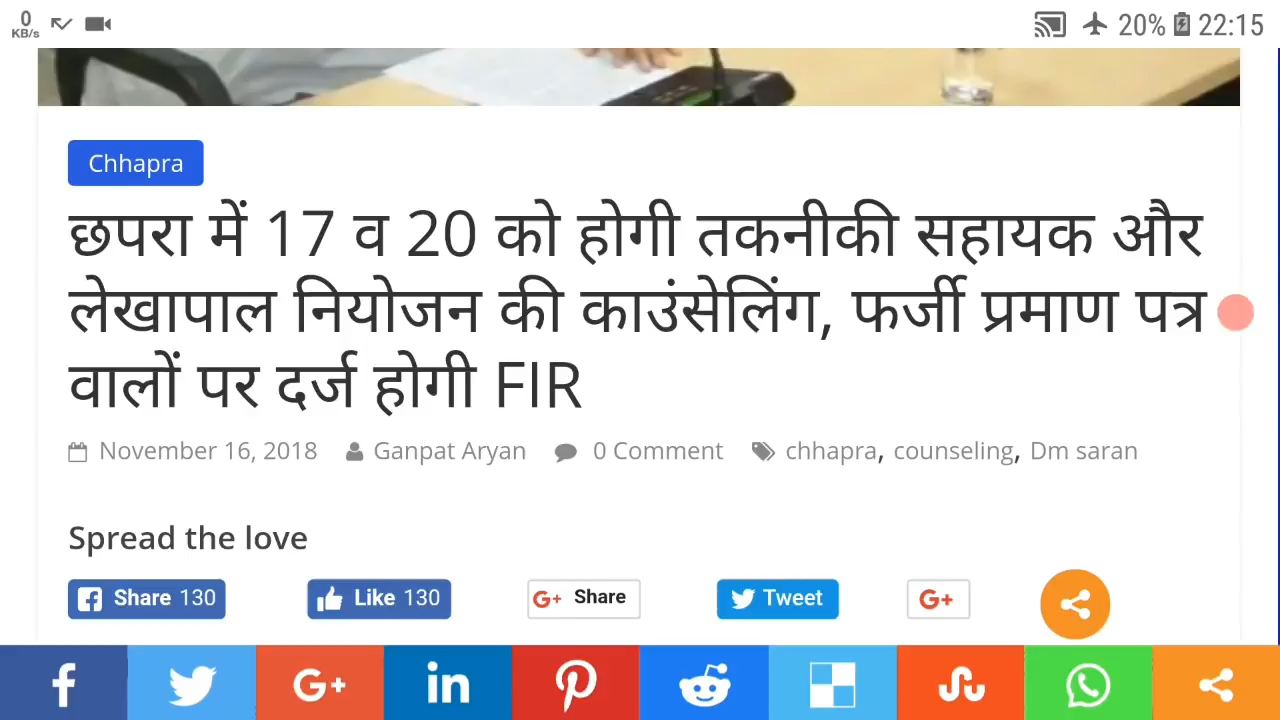 0
KB/s
20%
22:15
Chhapra
छपरा में 17 व 20 को होगी तकनीकी सहायक और
लेखापाल नियोजन की काउंसेलिंग, फर्जी प्रमाण पत्र
वालों पर दर्ज होगी FIR
November 16, 2018 Ganpat Aryan 0 Comment chhapra, counseling, Dm saran
Spread the love
Share 130 Like 130 G+ Share Tweet G+
G+ in